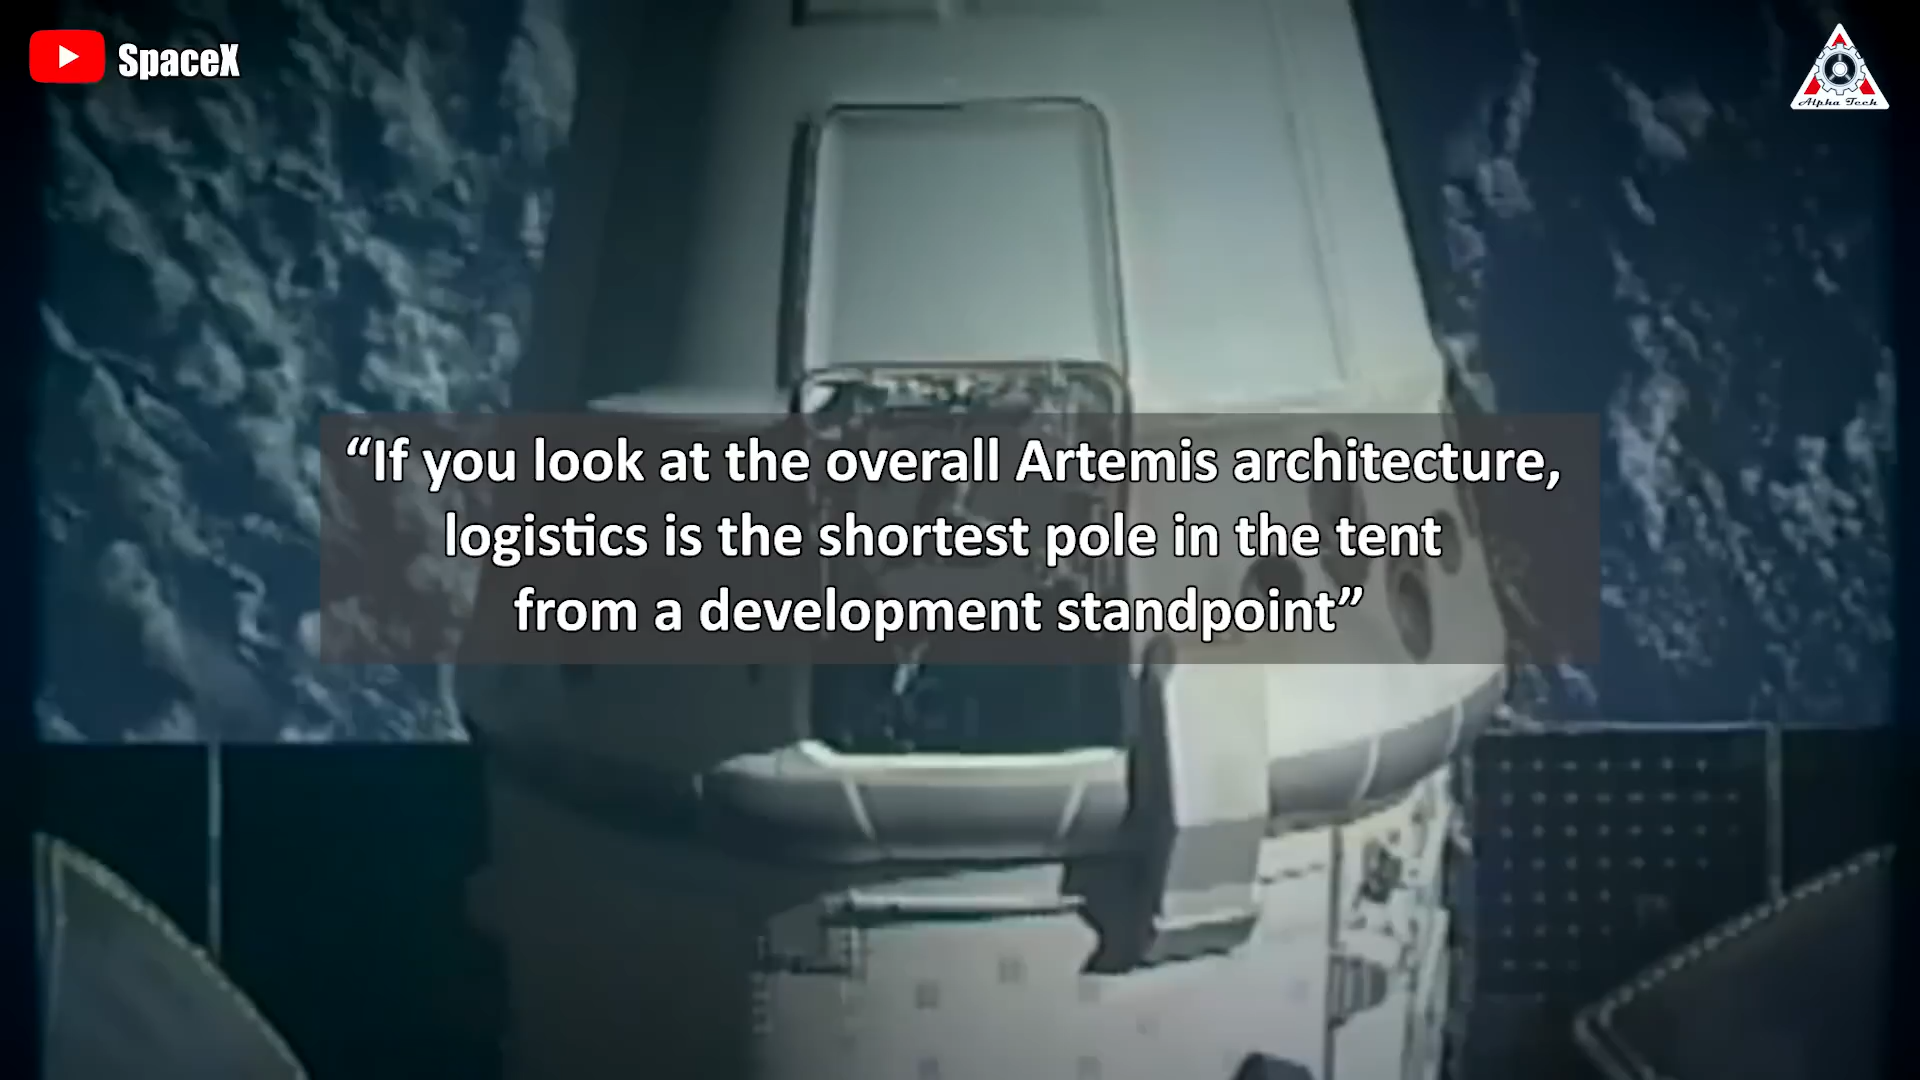 SpaceX
Alpha Tech
“If you look at the overall Artemis architecture,
logistics is the shortest pole in the tent
from a development standpoint”